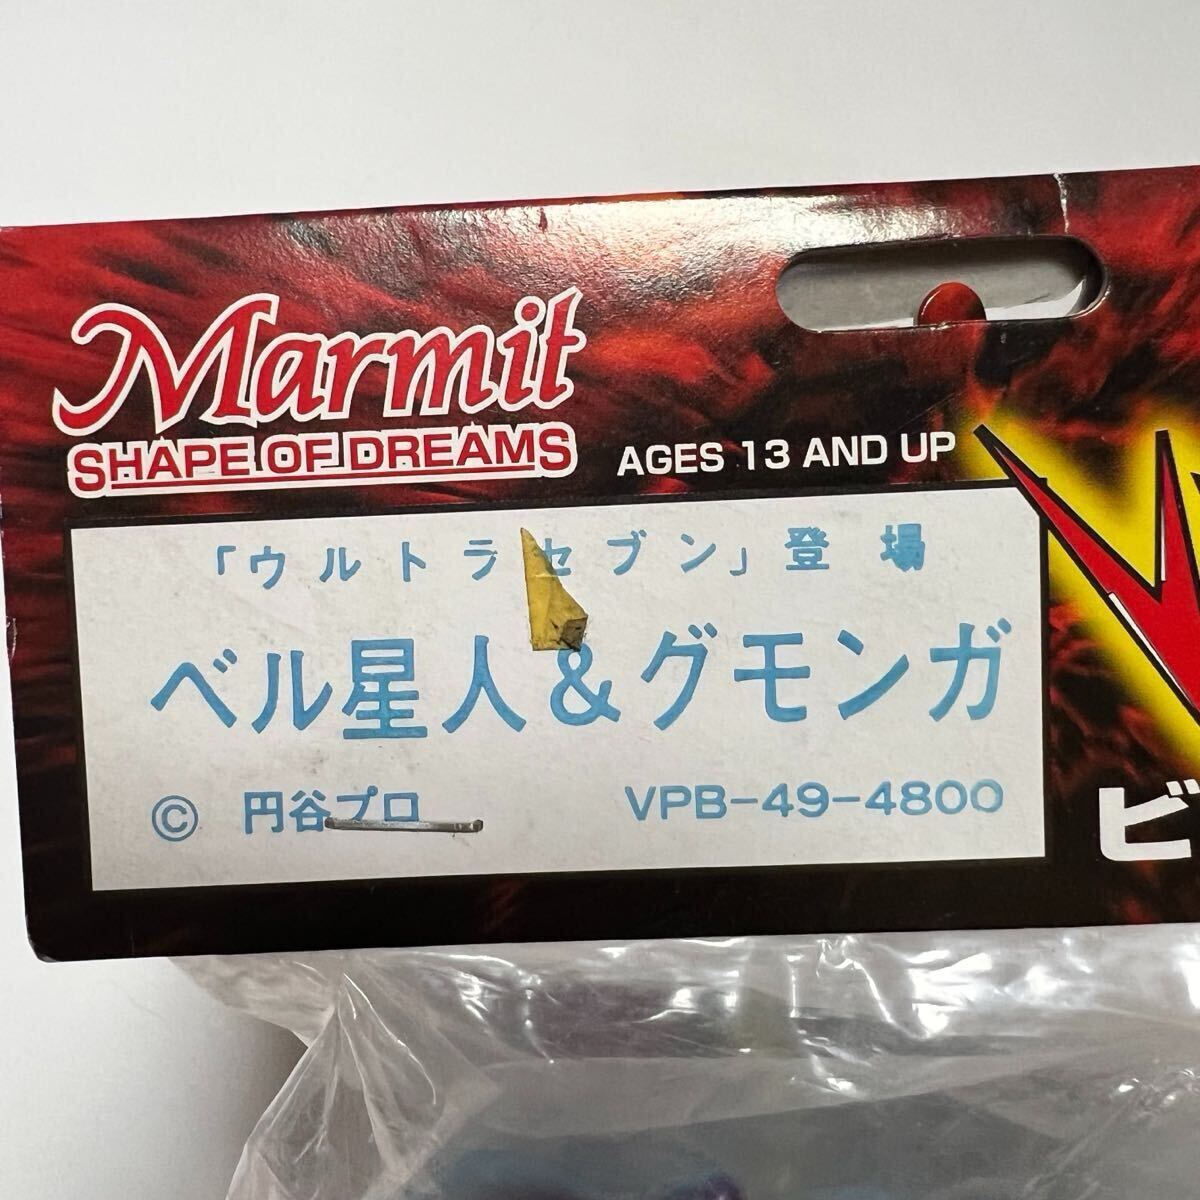 Marmit
SHAPE OF DREAMS
AGES 13 AND UP
「ウルトラセブン」登場
ベル星人&グモンガ
© 円谷プロ VPB-49-4800
ビ